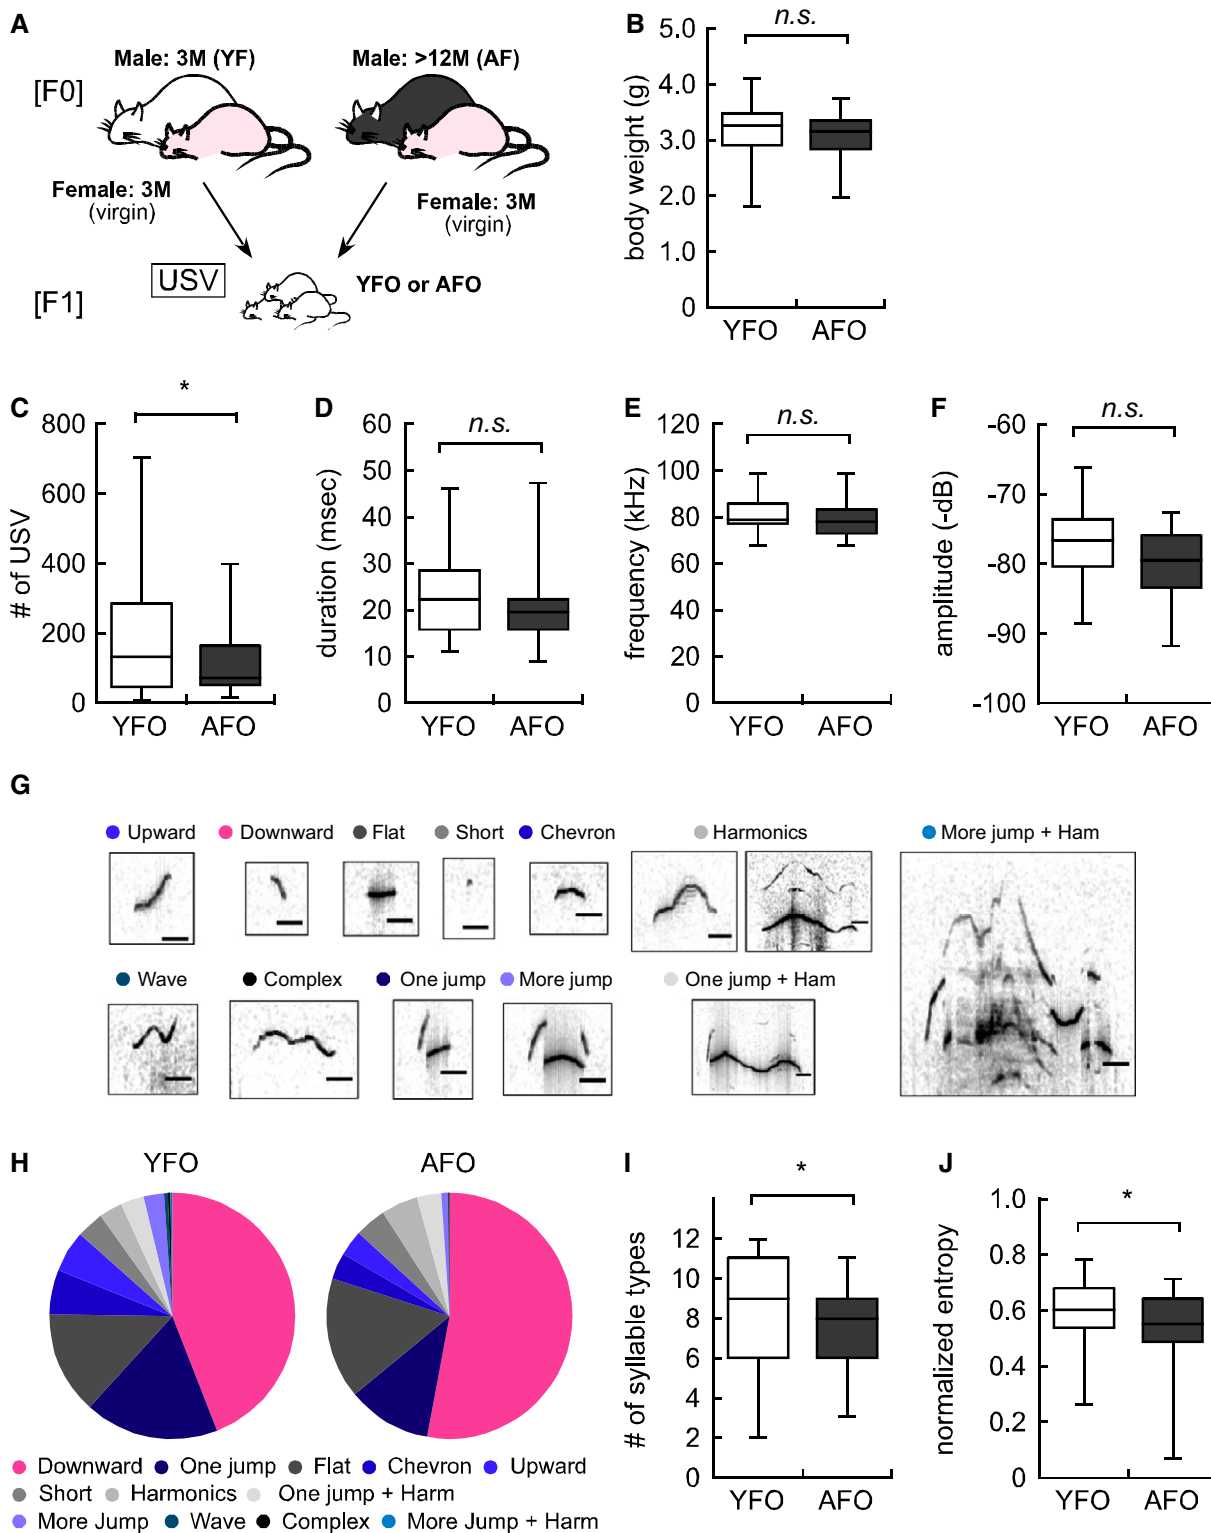 A
Male: 3M (YF)
Male: >12M (AF)
[F0]
Female: 3M
(virgin)
Female: 3M
(virgin)
USV
YFO or AFO
[F1]
B
n.s.
body weight (g)
5.0
4.0
3.0
2.0
1.0
0
YFO AFO
C
*
# of USV
800
600
400
200
0
YFO AFO
D
n.s.
duration (msec)
60
50
40
30
20
10
0
YFO AFO
E
n.s.
frequency (kHz)
120
100
80
60
40
20
0
YFO AFO
F
n.s.
amplitude (-dB)
-60
-70
-80
-90
-100
YFO AFO
G
Upward Downward Flat Short Chevron Harmonics More jump + Ham
Wave Complex One jump More jump One jump + Ham
H
YFO AFO
Downward One jump Flat Chevron Upward
Short Harmonics One jump + Harm
More Jump Wave Complex More Jump + Harm
I
*
# of syllable types
12
10
8
6
4
2
0
YFO AFO
J
*
normalized entropy
1.0
0.8
0.6
0.4
0.2
0
YFO AFO